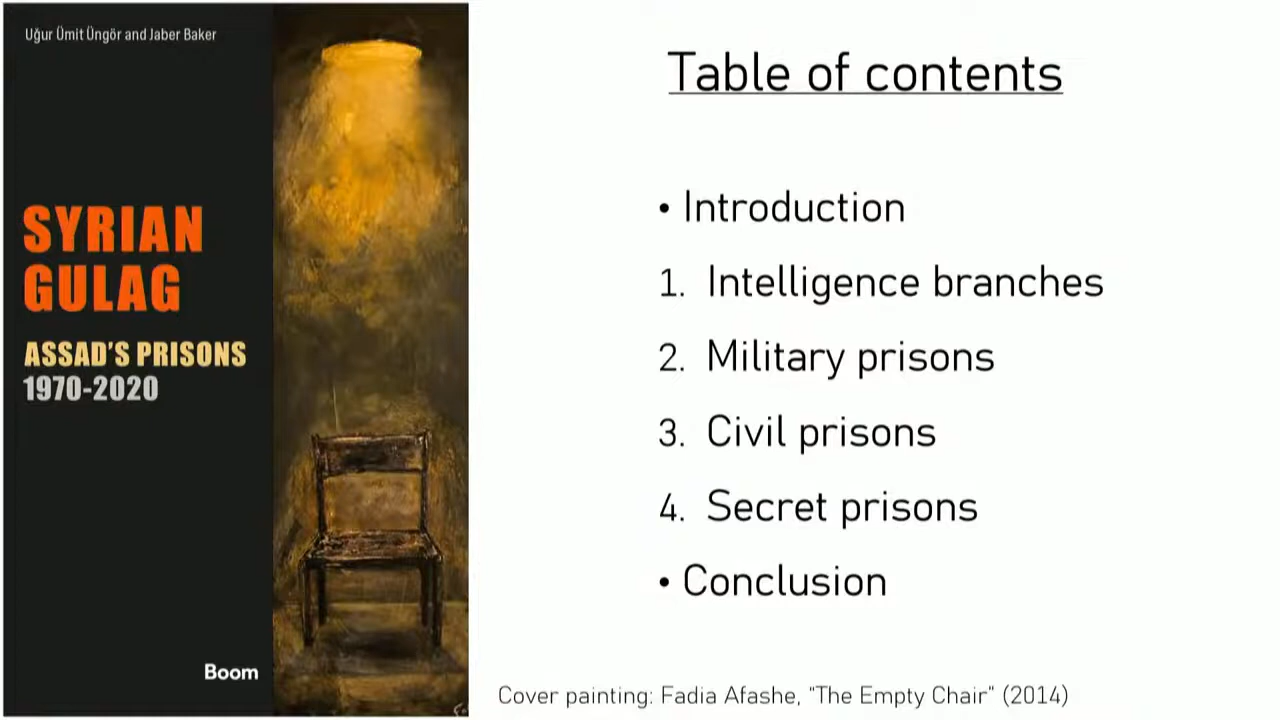 Uğur Ümit Üngör and Jaber Baker
SYRIAN
GULAG
ASSAD'S PRISONS
1970-2020
Boom
Table of contents
• Introduction
1. Intelligence branches
2. Military prisons
3. Civil prisons
4. Secret prisons
• Conclusion
Cover painting: Fadia Afashe, "The Empty Chair" (2014)